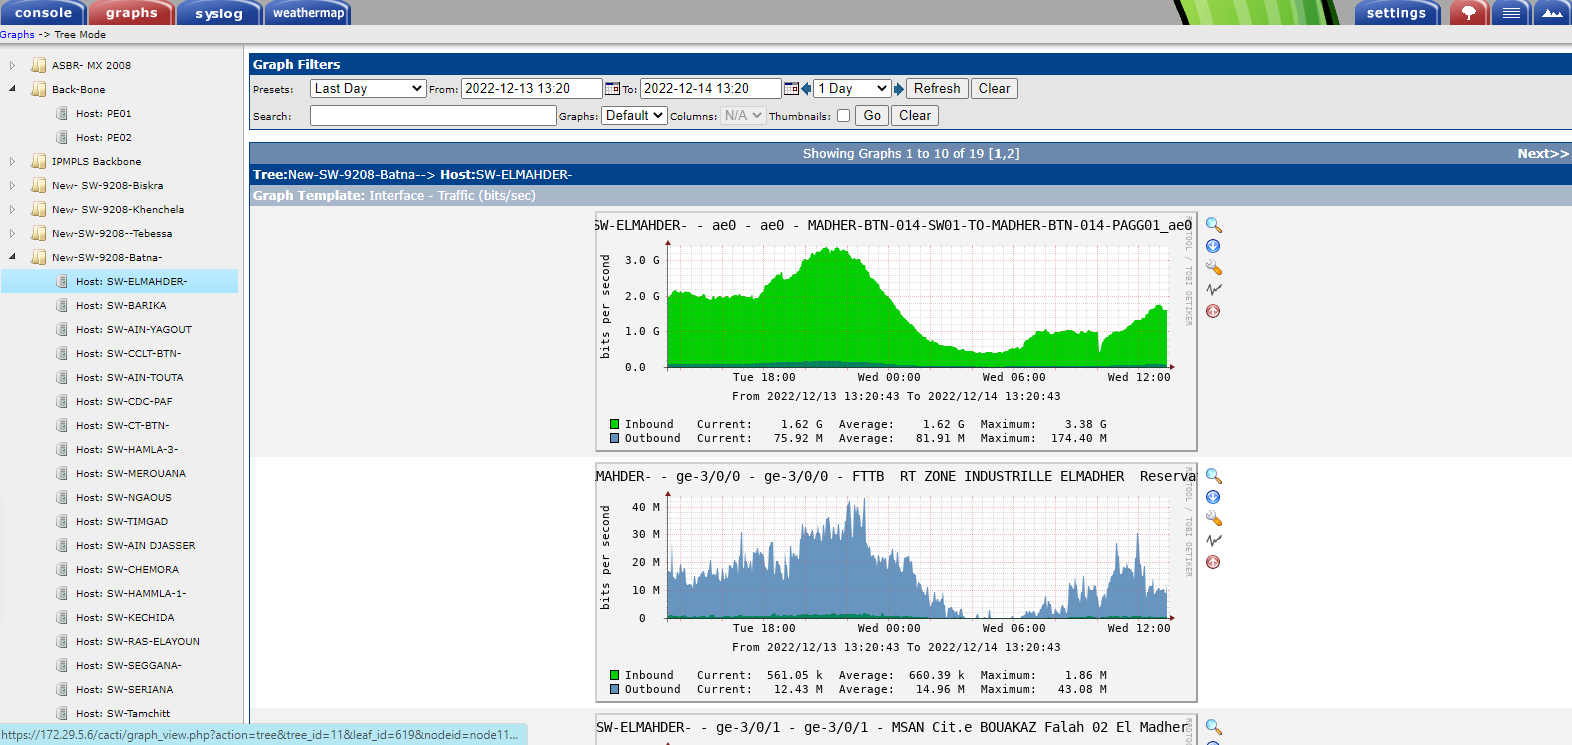 console graphs syslog weathermap settings
Graphs -> Tree Mode
ASBR- MX 2008
Back-Bone
Host: PE01
Host: PE02
IPMPLS Backbone
New- SW-9208-Biskra
New- SW-9208-Khenchela
New-SW-9208--Tebessa
New-SW-9208-Batna-
Host: SW-ELMAHDER-
Host: SW-BARIKA
Host: SW-AIN-YAGOUT
Host: SW-CCLT-BTN-
Host: SW-AIN-TOUTA
Host: SW-CDC-PAF
Host: SW-CT-BTN-
Host: SW-HAMLA-3-
Host: SW-MEROUANA
Host: SW-NGAOUS
Host: SW-TIMGAD
Host: SW-AIN DJASSER
Host: SW-CHEMORA
Host: SW-HAMMLA-1-
Host: SW-KECHIDA
Host: SW-RAS-ELAYOUN
Host: SW-SEGGANA-
Host: SW-SERIANA
Host: SW-Tamchitt
https://172.29.5.6/cacti/graph_view.php?action=tree&tree_id=11&leaf_id=619&nodeid=node11...
Graph Filters
Presets: Last Day From: 2022-12-13 13:20 To: 2022-12-14 13:20 1 Day Refresh Clear
Search: Graphs: Default Columns: N/A Thumbnails: Go Clear
Showing Graphs 1 to 10 of 19 [1,2] Next>>
Tree:New-SW-9208-Batna--> Host:SW-ELMAHDER-
Graph Template: Interface - Traffic (bits/sec)
SW-ELMAHDER- - ae0 - ae0 - MADHER-BTN-014-SW01-TO-MADHER-BTN-014-PAGG01_ae0
bits per second
3.0 G
2.0 G
1.0 G
0.0
Tue 18:00 Wed 00:00 Wed 06:00 Wed 12:00
From 2022/12/13 13:20:43 To 2022/12/14 13:20:43
Inbound Current: 1.62 G Average: 1.62 G Maximum: 3.38 G
Outbound Current: 75.92 M Average: 81.91 M Maximum: 174.40 M
RRDTOOL / TOBI OETIKER
MAHDER- - ge-3/0/0 - ge-3/0/0 - FTTB RT ZONE INDUSTRILLE ELMADHER Reserva
bits per second
40 M
30 M
20 M
10 M
0
Tue 18:00 Wed 00:00 Wed 06:00 Wed 12:00
From 2022/12/13 13:20:43 To 2022/12/14 13:20:43
Inbound Current: 561.05 k Average: 660.39 k Maximum: 1.86 M
Outbound Current: 12.43 M Average: 14.96 M Maximum: 43.08 M
RRDTOOL / TOBI OETIKER
SW-ELMAHDER- - ge-3/0/1 - ge-3/0/1 - MSAN Cit.e BOUAKAZ Falah 02 El Madher